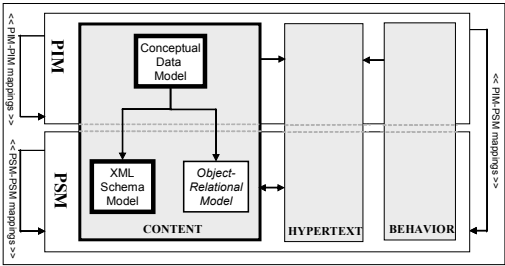 << PIM-PIM
mappings >>
PIM
Conceptual
Data
Model
<< PIM-PSM mappings >>
<< PSM-PSM
mappings >>
PSM
XML
Schema
Model
Object-
Relational
Model
CONTENT
HYPERTEXT
BEHAVIOR